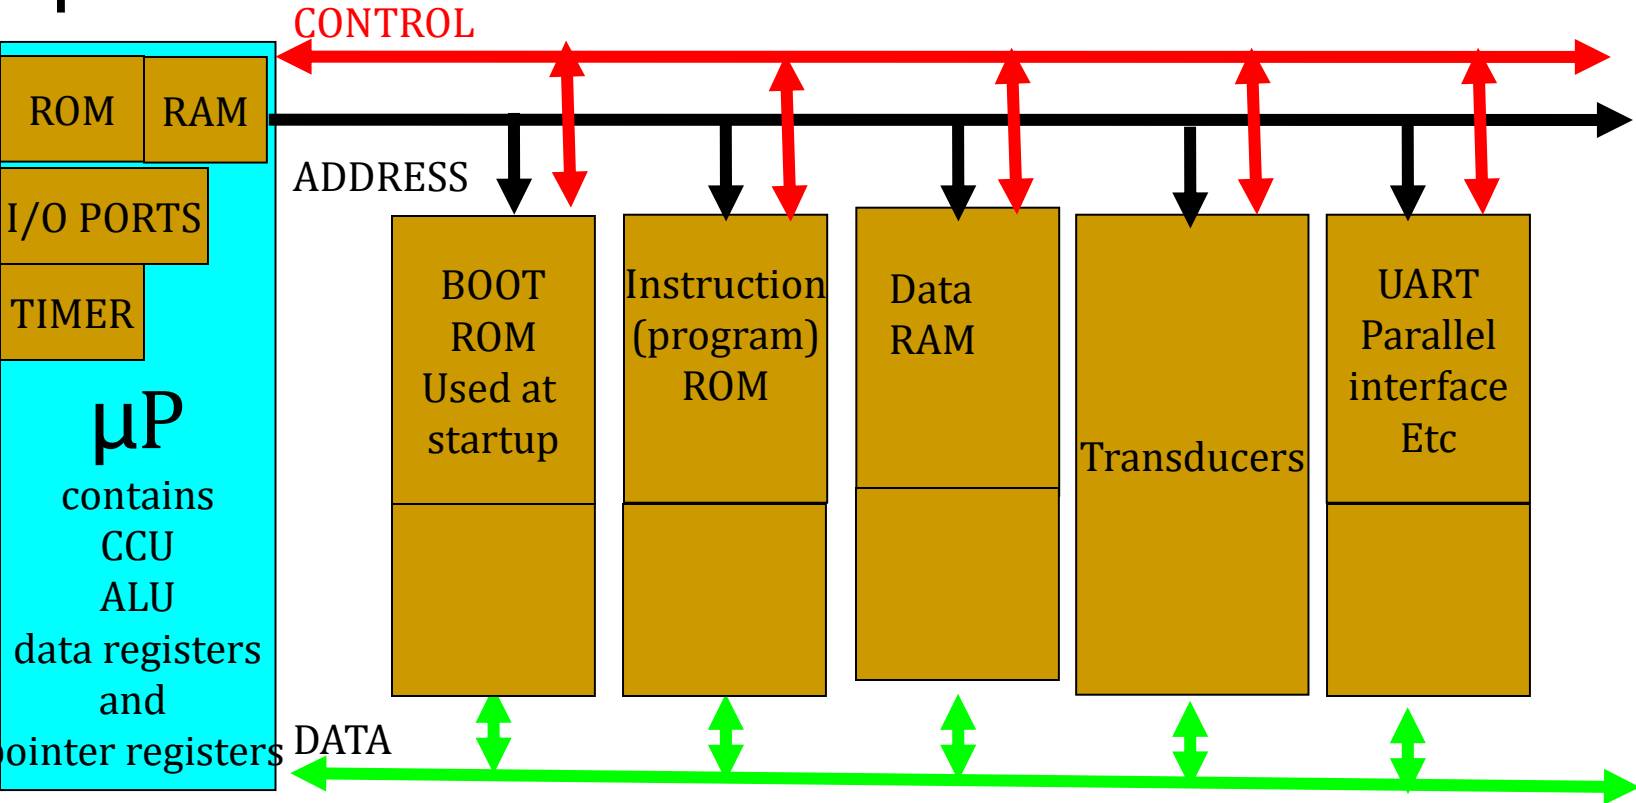 CONTROL
ROM
RAM
ADDRESS
I/O PORTS
TIMER
µP
contains
CCU
ALU
data registers
and
pointer registers
BOOT
ROM
Used at
startup
Instruction
(program)
ROM
Data
RAM
Transducers
UART
Parallel
interface
Etc
DATA